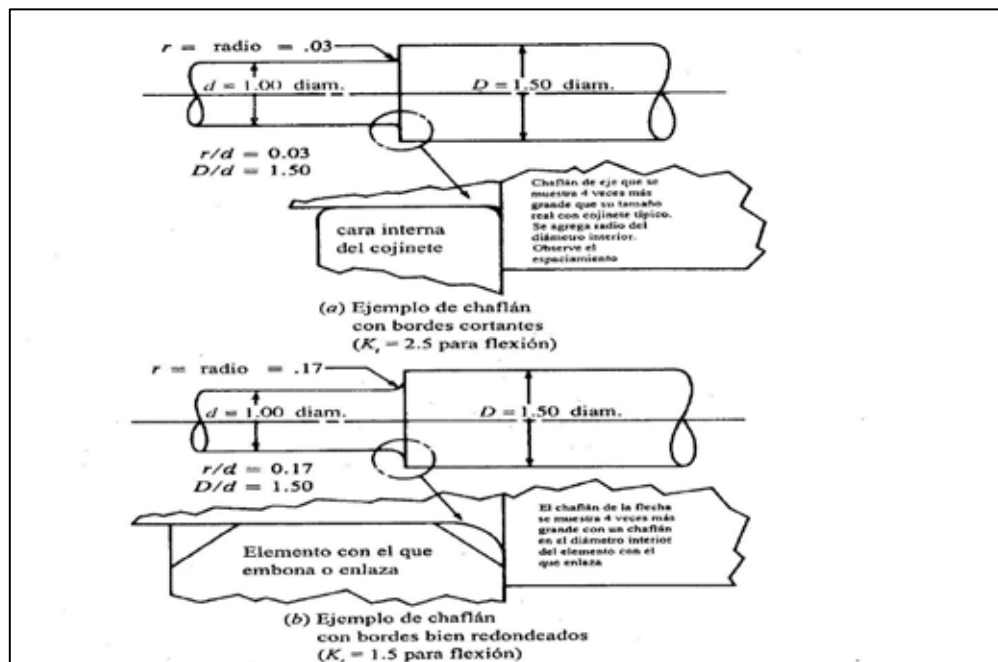 r = radio = .03
d = 1.00 diam.
D = 1.50 diam.
r/d = 0.03
D/d = 1.50
Chaflán de eje que se
muestra 4 veces más
grande que su tamaño
real con cojinete típico.
Se agrega radio del
diámetro interior.
Observe el
espaciamiento
cara interna
del cojinete
(a) Ejemplo de chaflán
con bordes cortantes
(Kt = 2.5 para flexión)
r = radio = .17
d = 1.00 diam.
D = 1.50 diam.
r/d = 0.17
D/d = 1.50
El chaflán de la flecha
se muestra 4 veces más
grande con un chaflán
en el diámetro interior
del elemento con el
que enlaza
Elemento con el que
embona o enlaza
(b) Ejemplo de chaflán
con bordes bien redondeados
(Kt = 1.5 para flexión)